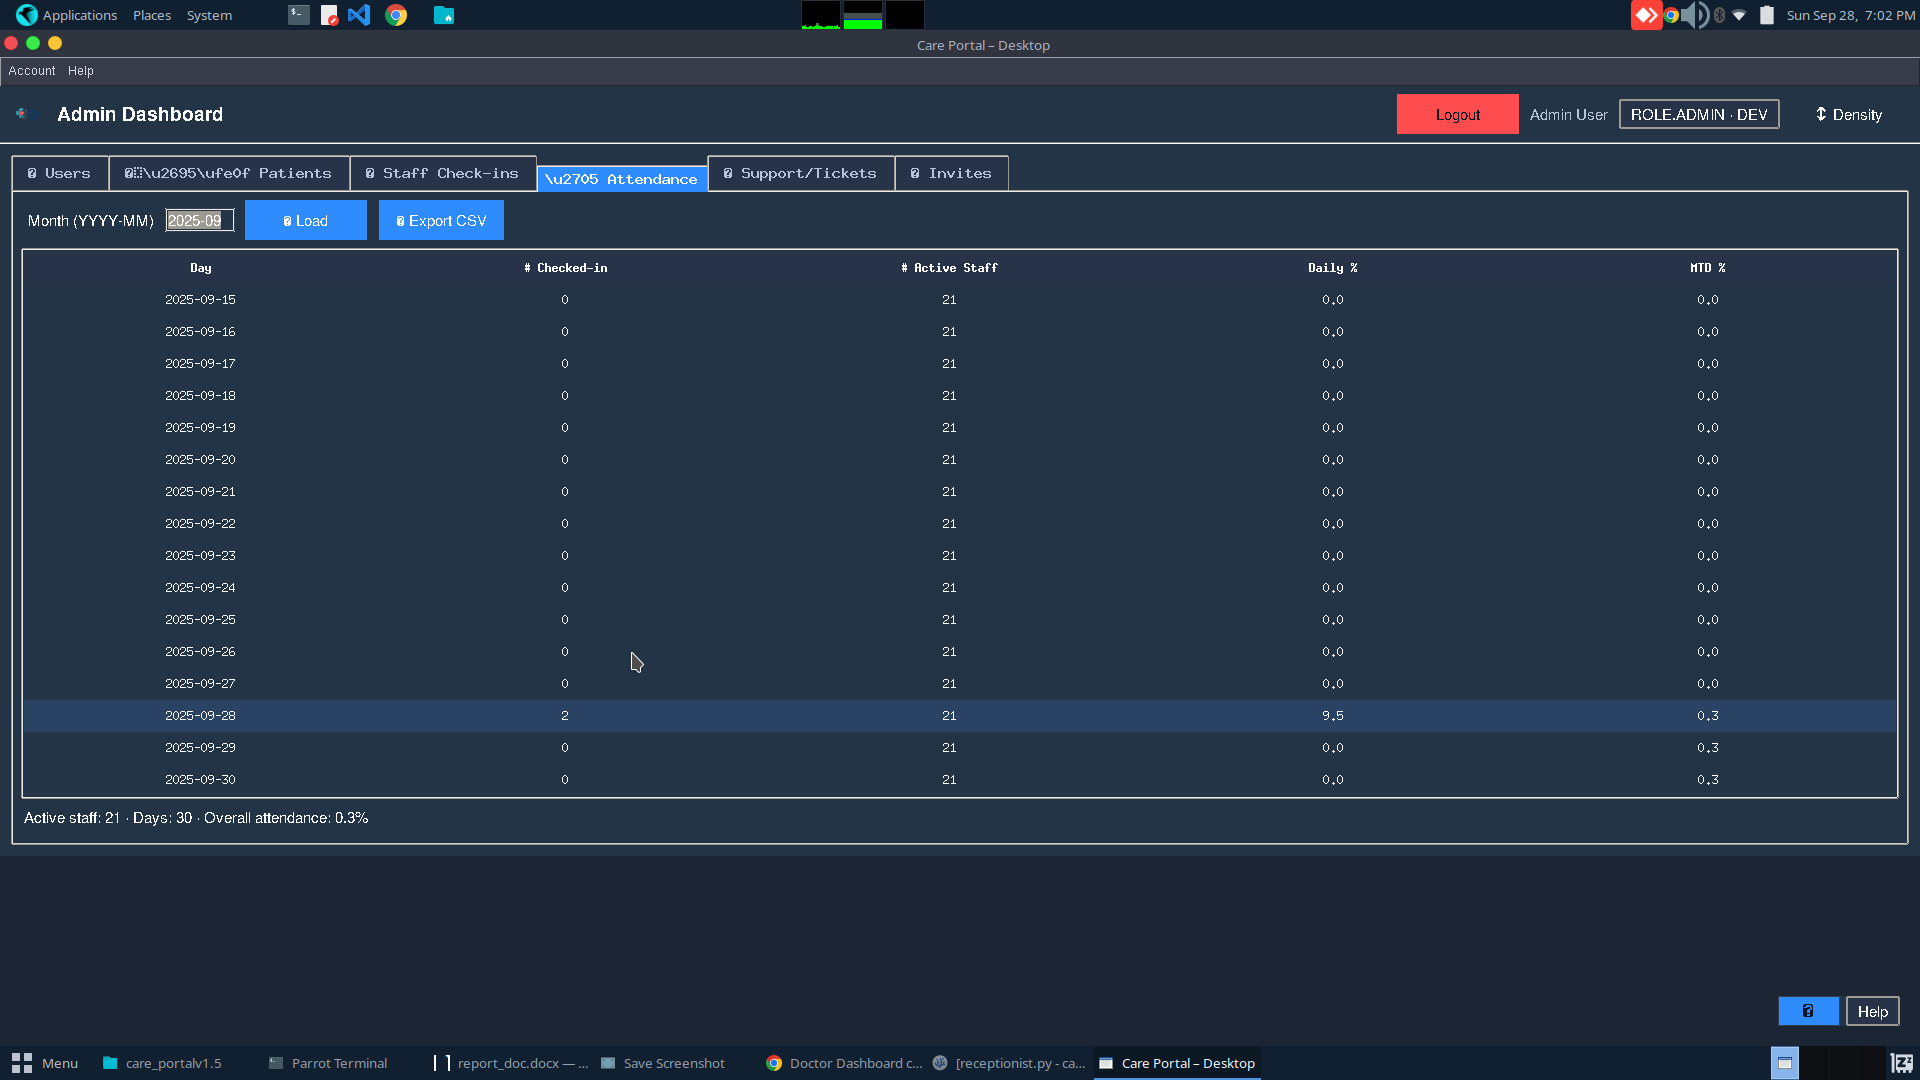 Applications Places System
Sun Sep 28, 7:02 PM
Care Portal – Desktop
Account Help
Admin Dashboard
Logout Admin User ROLE.ADMIN · DEV ↕ Density
Users \u2695\ufe0f Patients Staff Check-ins \u2705 Attendance Support/Tickets Invites
Month (YYYY-MM) 2025-09 Load Export CSV
Day # Checked-in # Active Staff Daily % MTD %
2025-09-15 0 21 0.0 0.0
2025-09-16 0 21 0.0 0.0
2025-09-17 0 21 0.0 0.0
2025-09-18 0 21 0.0 0.0
2025-09-19 0 21 0.0 0.0
2025-09-20 0 21 0.0 0.0
2025-09-21 0 21 0.0 0.0
2025-09-22 0 21 0.0 0.0
2025-09-23 0 21 0.0 0.0
2025-09-24 0 21 0.0 0.0
2025-09-25 0 21 0.0 0.0
2025-09-26 0 21 0.0 0.0
2025-09-27 0 21 0.0 0.0
2025-09-28 2 21 9.5 0.3
2025-09-29 0 21 0.0 0.3
2025-09-30 0 21 0.0 0.3
Active staff: 21 · Days: 30 · Overall attendance: 0.3%
Help
Menu care_portalv1.5 Parrot Terminal report_doc.docx — ... Save Screenshot Doctor Dashboard c... [receptionist.py - ca... Care Portal – Desktop